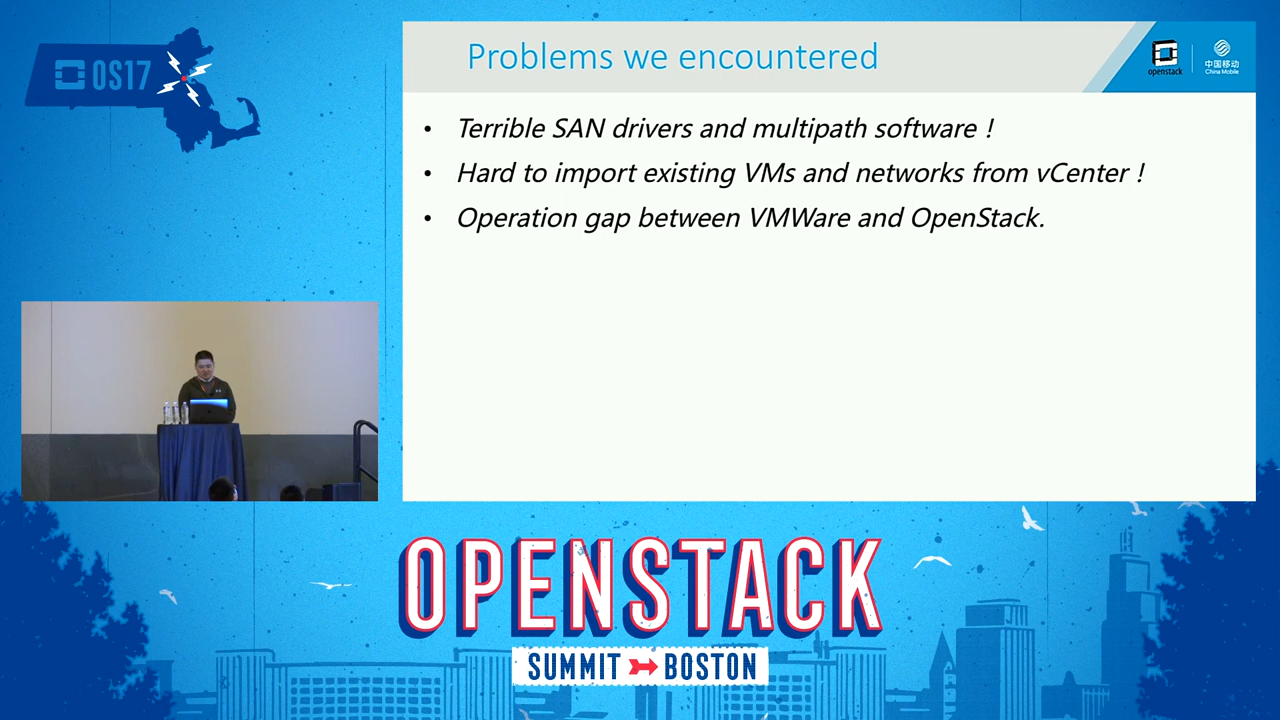 OS17
Problems we encountered
openstack
中国移动
China Mobile
• Terrible SAN drivers and multipath software !
• Hard to import existing VMs and networks from vCenter !
• Operation gap between VMWare and OpenStack.
OPENSTACK
SUMMIT BOSTON